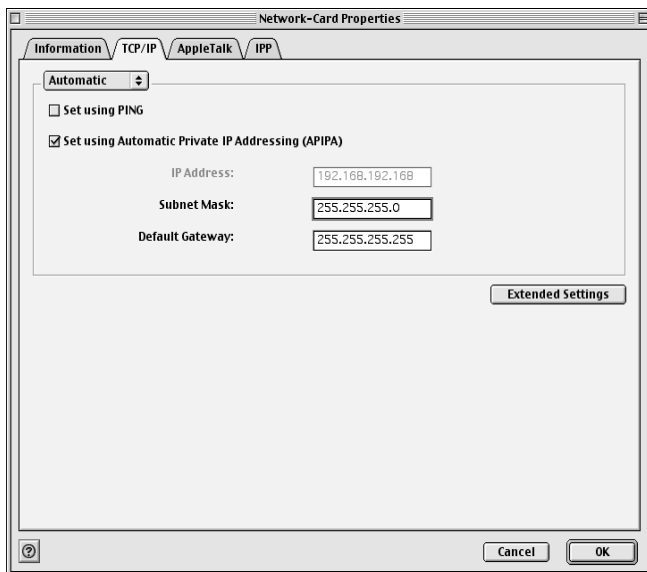 Network-Card Properties
Information TCP/IP AppleTalk IPP
Automatic
Set using PING
Set using Automatic Private IP Addressing (APIPA)
IP Address: 192.168.192.168
Subnet Mask: 255.255.255.0
Default Gateway: 255.255.255.255
Extended Settings
? Cancel OK